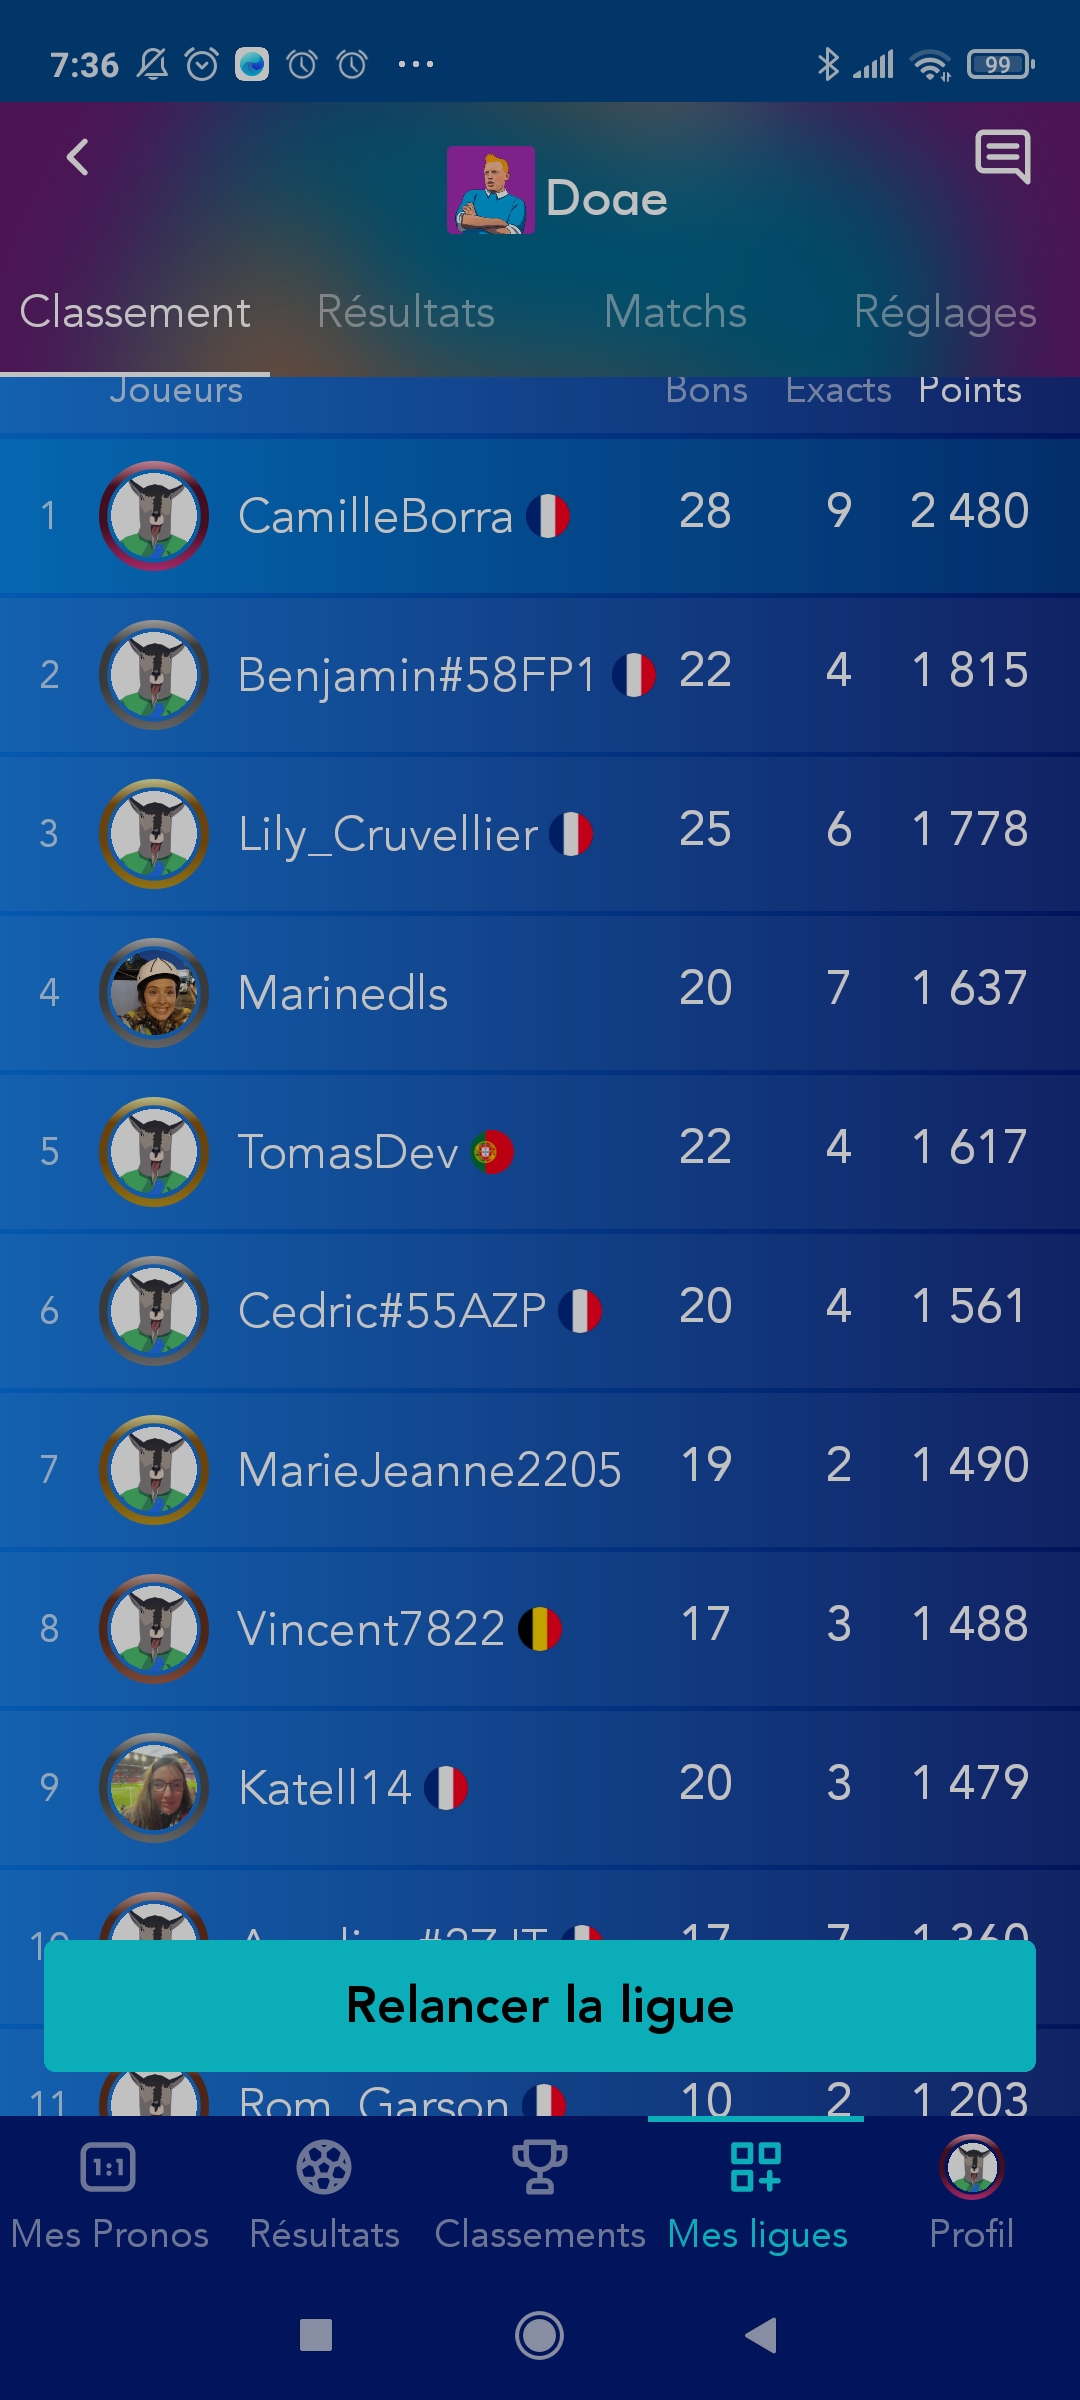 7:36 99
Doae
Classement Résultats Matchs Réglages
Joueurs Bons Exacts Points
1 CamilleBorra 28 9 2 480
2 Benjamin#58FP1 22 4 1 815
3 Lily_Cruvellier 25 6 1 778
4 Marinedls 20 7 1 637
5 TomasDev 22 4 1 617
6 Cedric#55AZP 20 4 1 561
7 MarieJeanne2205 19 2 1 490
8 Vincent7822 17 3 1 488
9 Katell14 20 3 1 479
10 17 7 1 360
Relancer la ligue
11 Rom_Garson 10 2 1 203
1:1
Mes Pronos Résultats Classements Mes ligues Profil